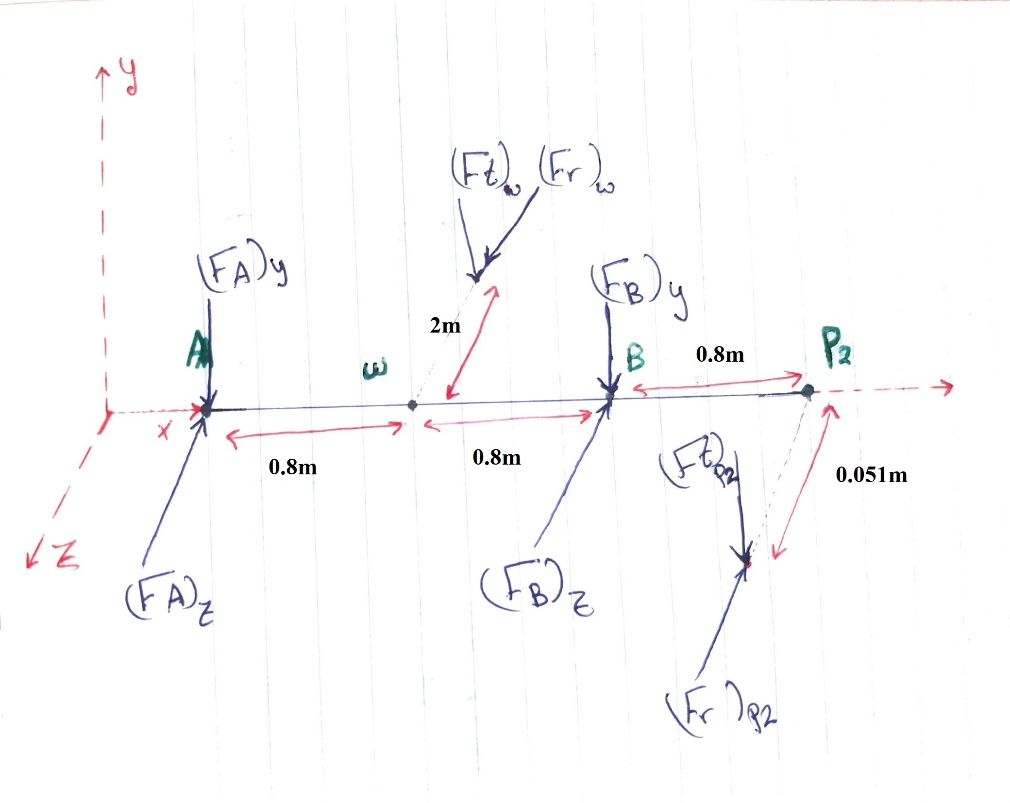 y
(Ft)w (Fr)w
(FA)y
(FB)y
2m
A
w
B
0.8m
P2
x
0.8m
0.8m
(Ft)P2
0.051m
z
(FA)z
(FB)z
(Fr)P2